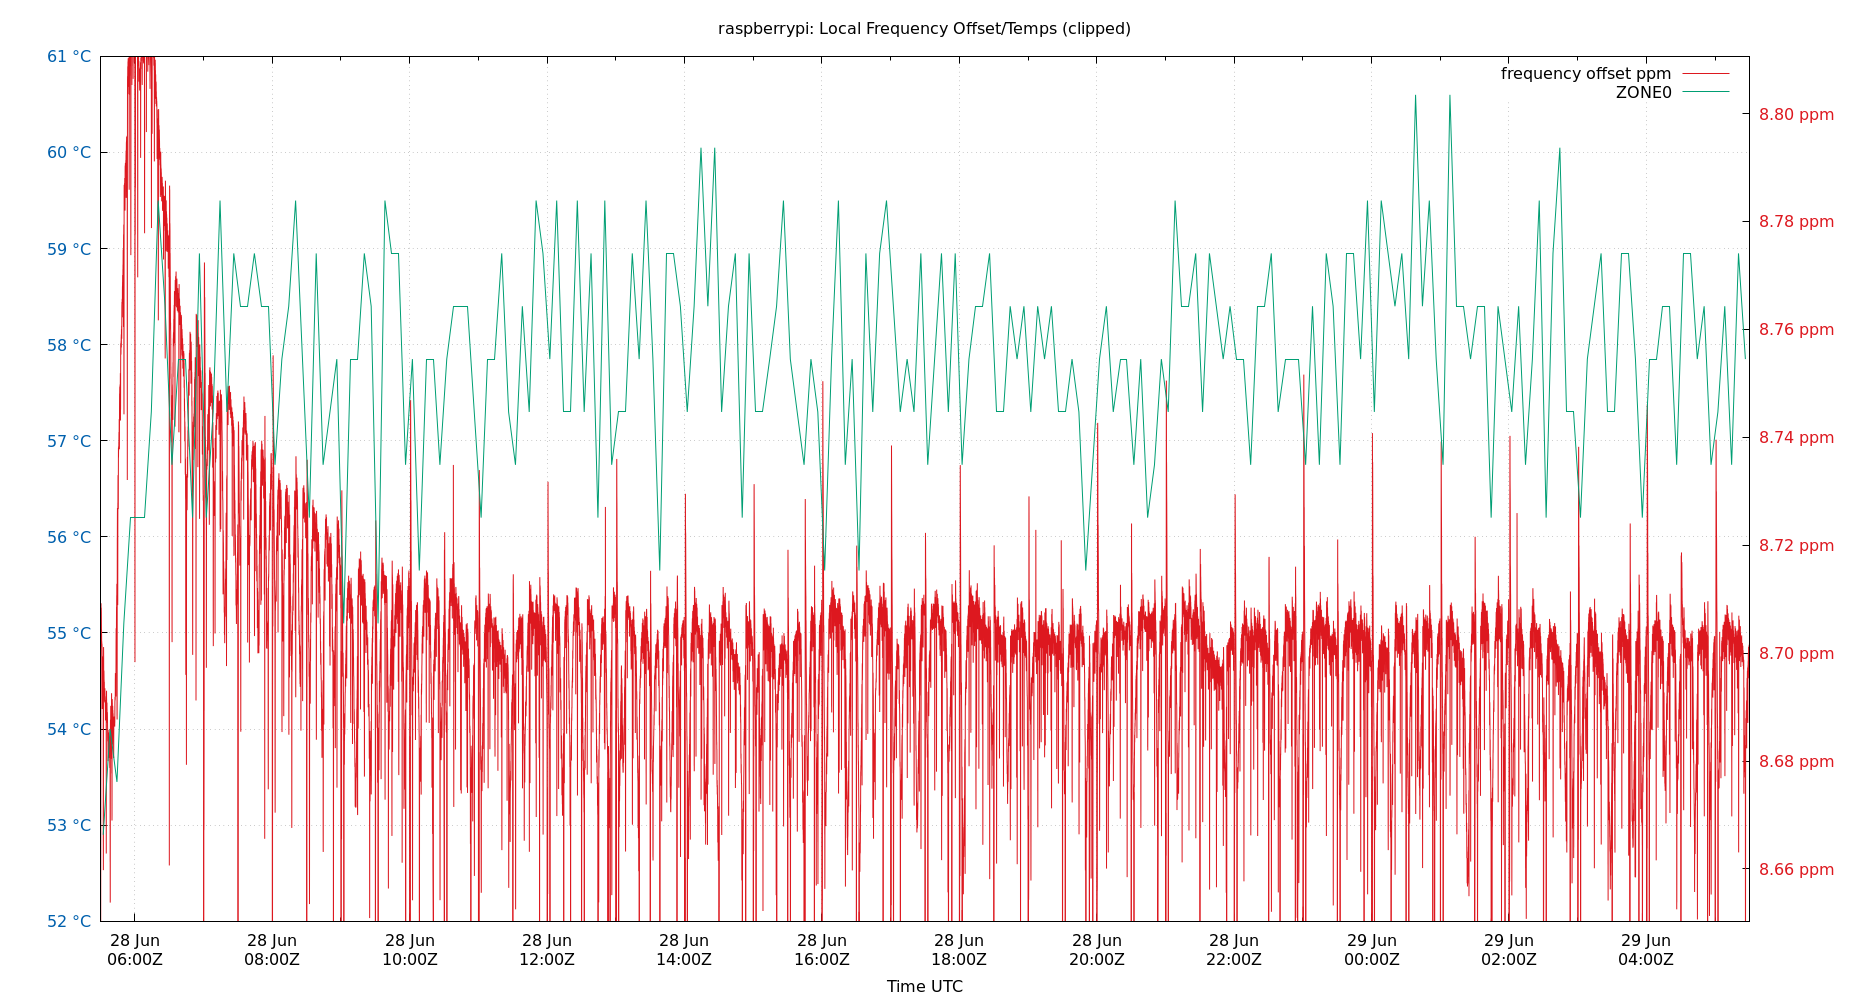 raspberrypi: Local Frequency Offset/Temps (clipped)
61 °C
60 °C
59 °C
58 °C
57 °C
56 °C
55 °C
54 °C
53 °C
52 °C
frequency offset ppm
ZONE0
8.80 ppm
8.78 ppm
8.76 ppm
8.74 ppm
8.72 ppm
8.70 ppm
8.68 ppm
8.66 ppm
28 Jun
06:00Z
28 Jun
08:00Z
28 Jun
10:00Z
28 Jun
12:00Z
28 Jun
14:00Z
28 Jun
16:00Z
28 Jun
18:00Z
28 Jun
20:00Z
28 Jun
22:00Z
29 Jun
00:00Z
29 Jun
02:00Z
29 Jun
04:00Z
Time UTC